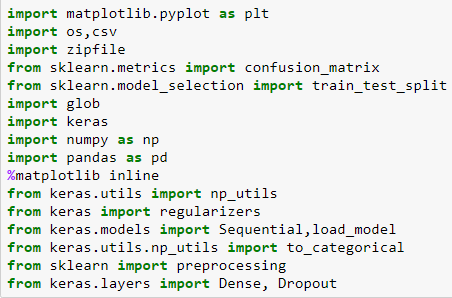 import matplotlib.pyplot as plt
import os,csv
import zipfile
from sklearn.metrics import confusion_matrix
from sklearn.model_selection import train_test_split
import glob
import keras
import numpy as np
import pandas as pd
%matplotlib inline
from keras.utils import np_utils
from keras import regularizers
from keras.models import Sequential,load_model
from keras.utils.np_utils import to_categorical
from sklearn import preprocessing
from keras.layers import Dense, Dropout